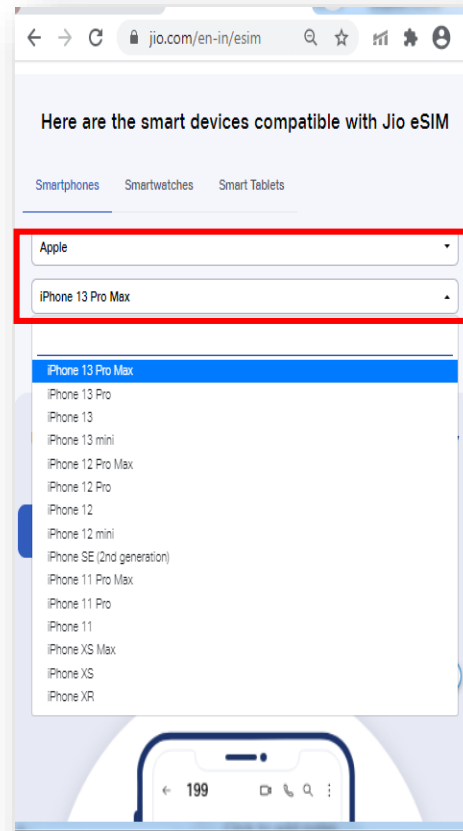 jio.com/en-in/esim
Here are the smart devices compatible with Jio eSIM
Smartphones Smartwatches Smart Tablets
Apple
iPhone 13 Pro Max
iPhone 13 Pro Max
iPhone 13 Pro
iPhone 13
iPhone 13 mini
iPhone 12 Pro Max
iPhone 12 Pro
iPhone 12
iPhone 12 mini
iPhone SE (2nd generation)
iPhone 11 Pro Max
iPhone 11 Pro
iPhone 11
iPhone XS Max
iPhone XS
iPhone XR
199